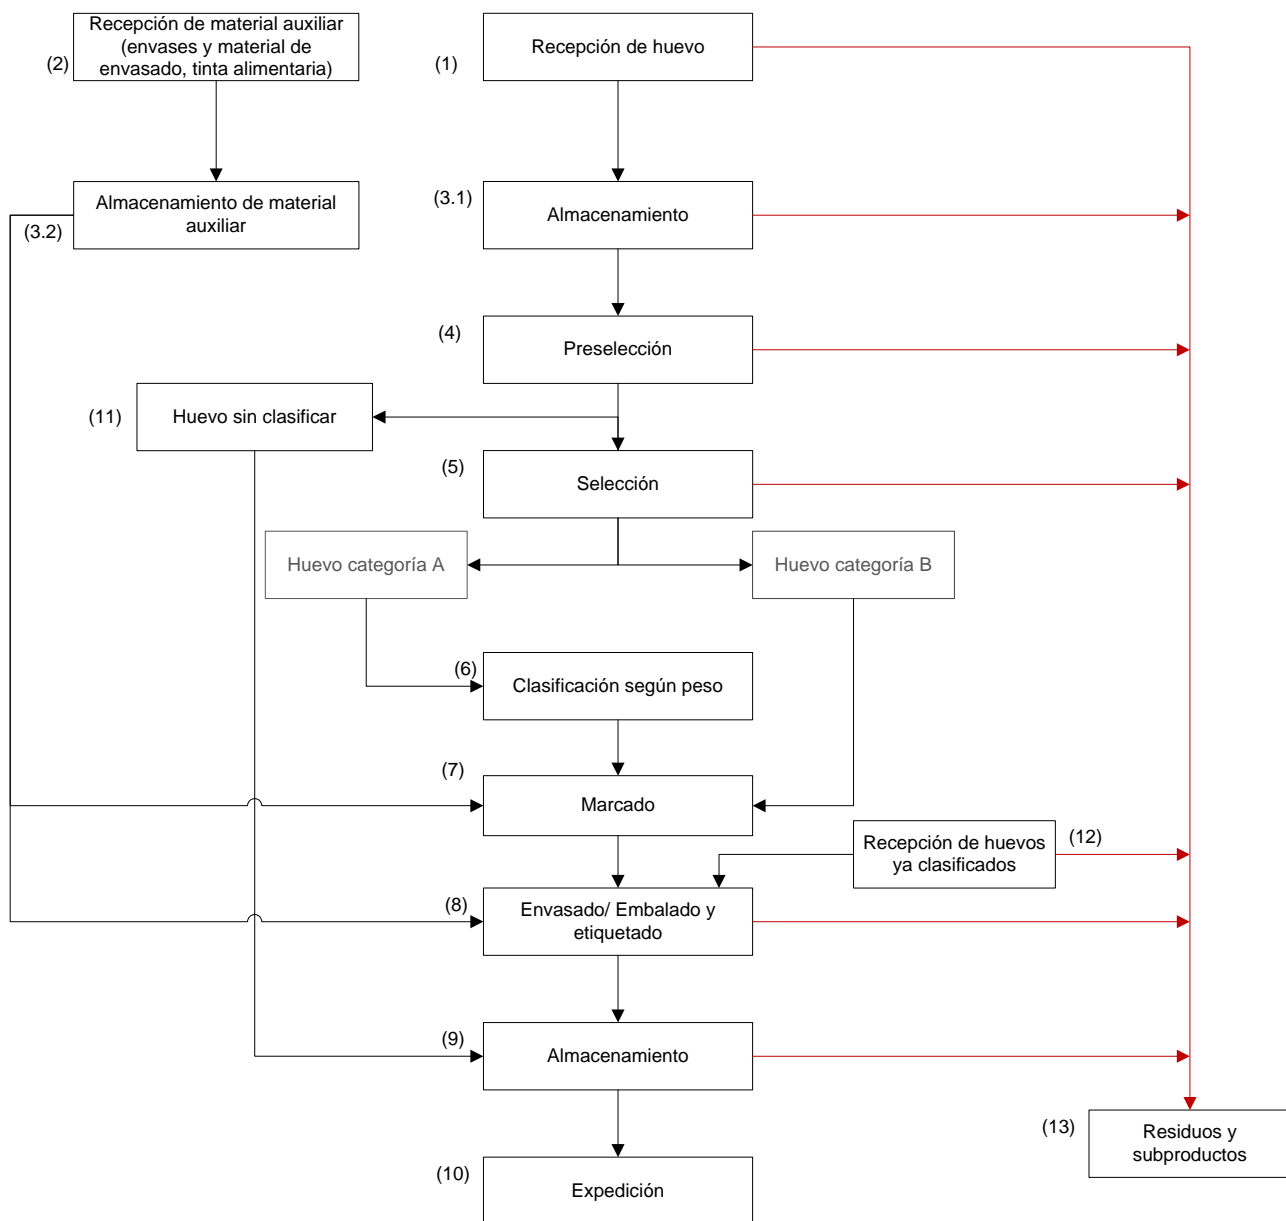 Recepción de material auxiliar
(envases y material de
envasado, tinta alimentaria)
(2)
Recepción de huevo
(1)
Almacenamiento de material
auxiliar
(3.2)
(3.1)
Almacenamiento
(4)
Preselección
(11)
Huevo sin clasificar
(5)
Selección
Huevo categoría A
Huevo categoría B
(6)
Clasificación según peso
(7)
Marcado
Recepción de huevos
ya clasificados
(12)
(8)
Envasado/ Embalado y
etiquetado
(9)
Almacenamiento
(13)
Residuos y
subproductos
(10)
Expedición